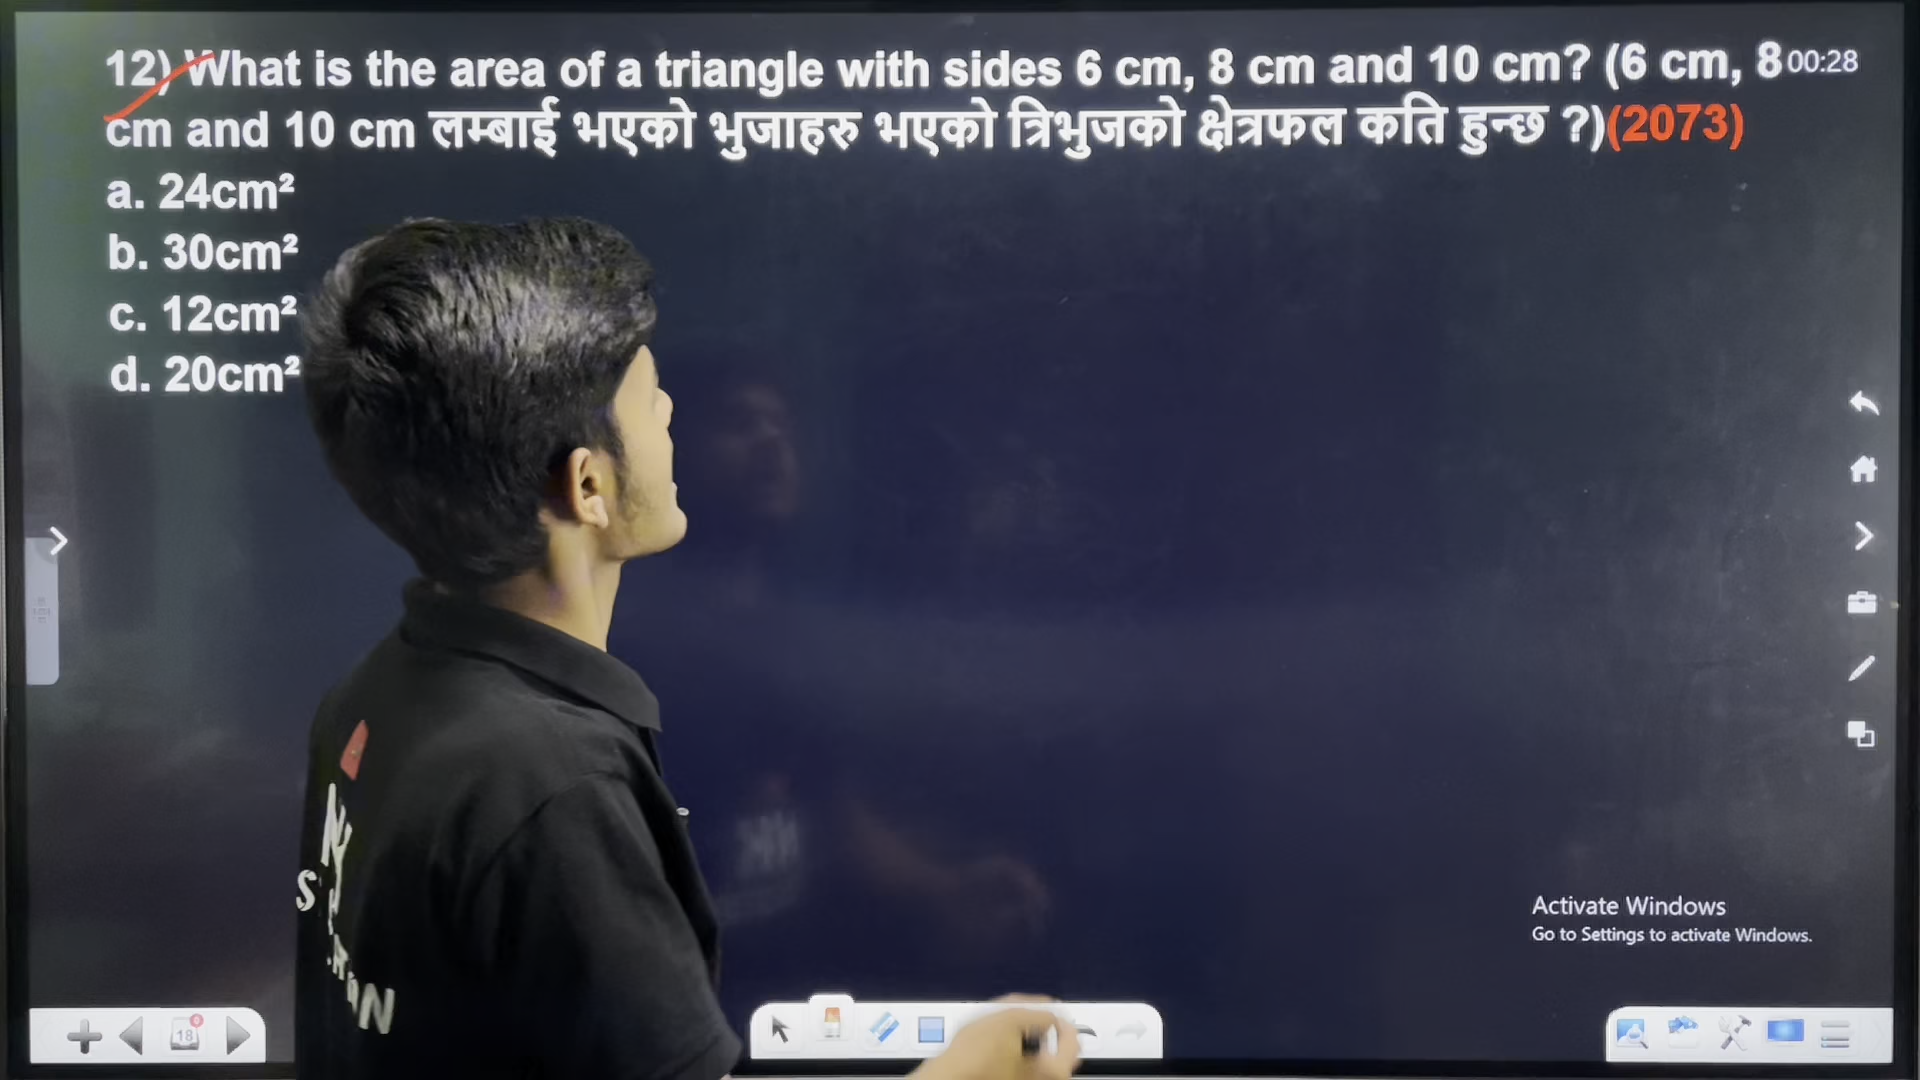 12) What is the area of a triangle with sides 6 cm, 8 cm and 10 cm? (6 cm, 8
00:28
cm and 10 cm लम्बाई भएको भुजाहरु भएको त्रिभुजको क्षेत्रफल कति हुन्छ ?)(2073)
a. 24cm²
b. 30cm²
c. 12cm²
d. 20cm²
Activate Windows
Go to Settings to activate Windows.
18